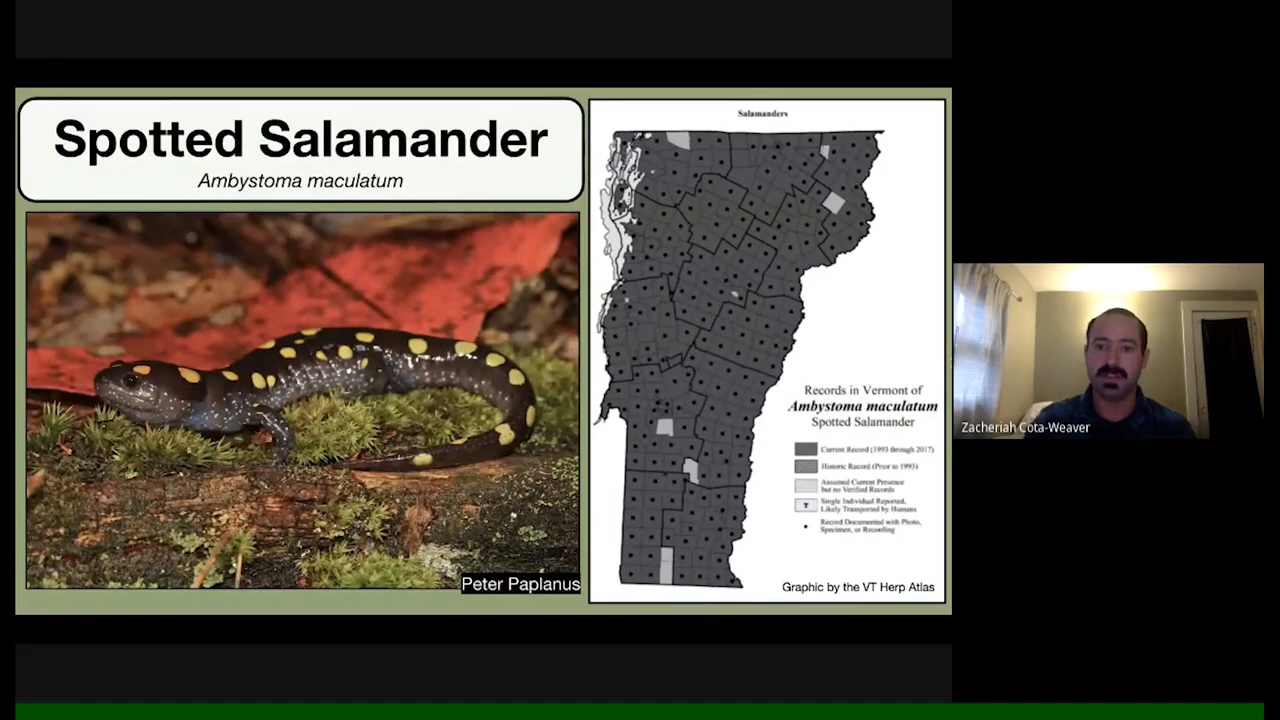 Spotted Salamander
Ambystoma maculatum
Peter Paplanus
Salamanders
Records in Vermont of
Ambystoma maculatum
Spotted Salamander
Current Record (1993 through 2017)
Historic Record (Prior to 1993)
Assumed Current Presence
but no Verified Records
Single Individual Reported,
Likely Transported by Humans
Record Documented with Photo,
Specimen, or Recording
Graphic by the VT Herp Atlas
Zacheriah Cota-Weaver